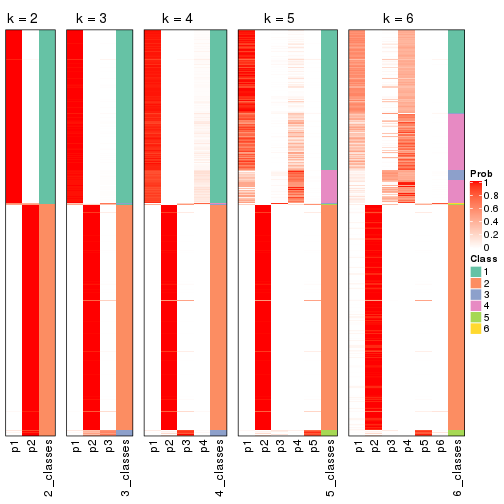 k = 2
k = 3
k = 4
k = 5
k = 6
p1
p2
2_classes
p1
p2
p3
3_classes
p1
p2
p3
p4
4_classes
p1
p2
p3
p4
p5
5_classes
p1
p2
p3
p4
p5
p6
6_classes
Prob
1
0.8
0.6
0.4
0.2
0
Class
1
2
3
4
5
6